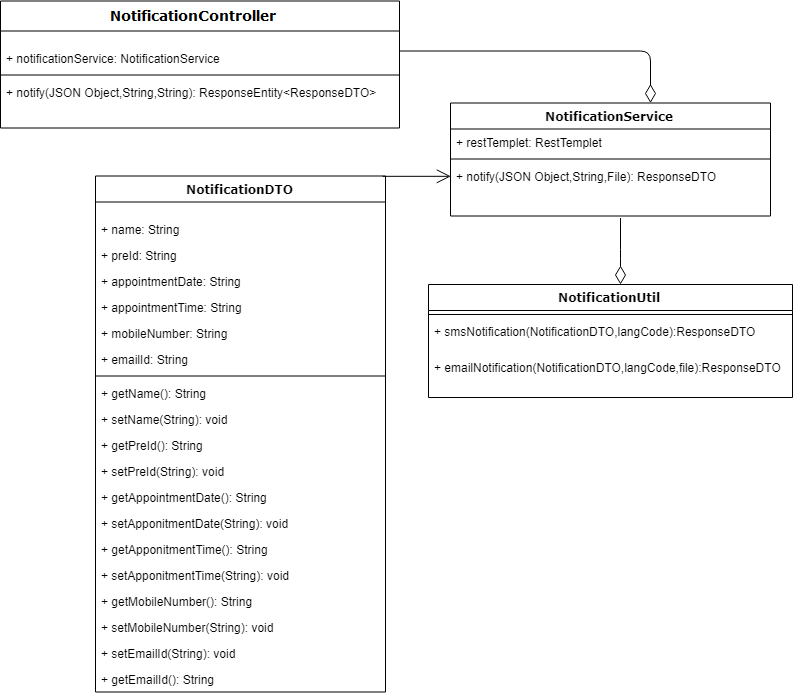 NotificationController
+ notificationService: NotificationService
+ notify(JSON Object,String,String): ResponseEntity<ResponseDTO>
NotificationService
+ restTemplet: RestTemplet
+ notify(JSON Object,String,File): ResponseDTO
NotificationDTO
+ name: String
+ preId: String
+ appointmentDate: String
+ appointmentTime: String
+ mobileNumber: String
+ emailId: String
+ getName(): String
+ setName(String): void
+ getPreId(): String
+ setPreId(String): void
+ getAppointmentDate(): String
+ setApponitmentDate(String): void
+ getApponitmentTime(): String
+ setApponitmentTime(String): void
+ getMobileNumber(): String
+ setMobileNumber(String): void
+ setEmailId(String): void
+ getEmailId(): String
NotificationUtil
+ smsNotification(NotificationDTO,langCode):ResponseDTO
+ emailNotification(NotificationDTO,langCode,file):ResponseDTO